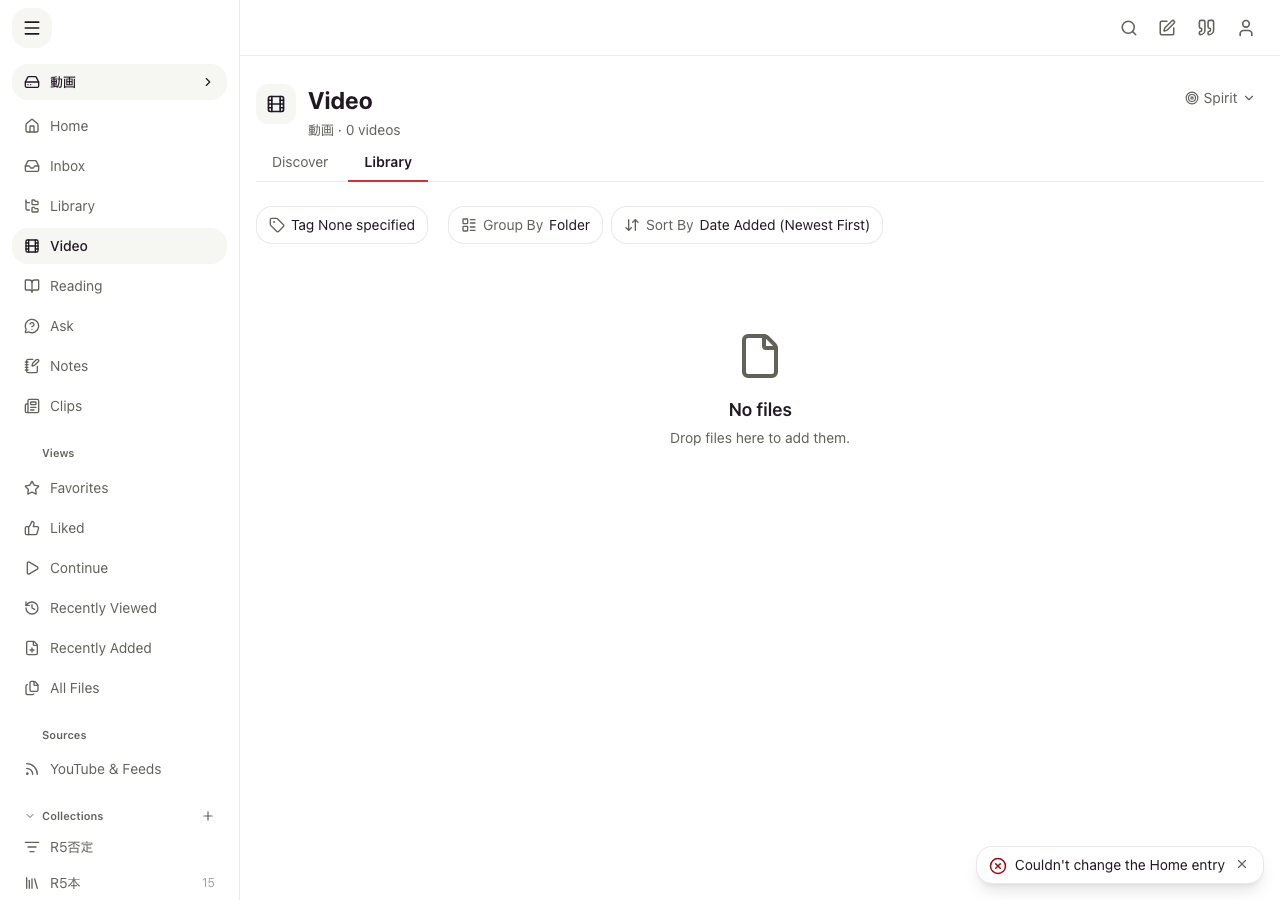 動画
Home
Inbox
Library
Video
Reading
Ask
Notes
Clips
Views
Favorites
Liked
Continue
Recently Viewed
Recently Added
All Files
Sources
YouTube & Feeds
Collections
R5否定
R5本 15
Video
動画 · 0 videos
Spirit
Discover Library
Tag None specified Group By Folder Sort By Date Added (Newest First)
No files
Drop files here to add them.
Couldn't change the Home entry